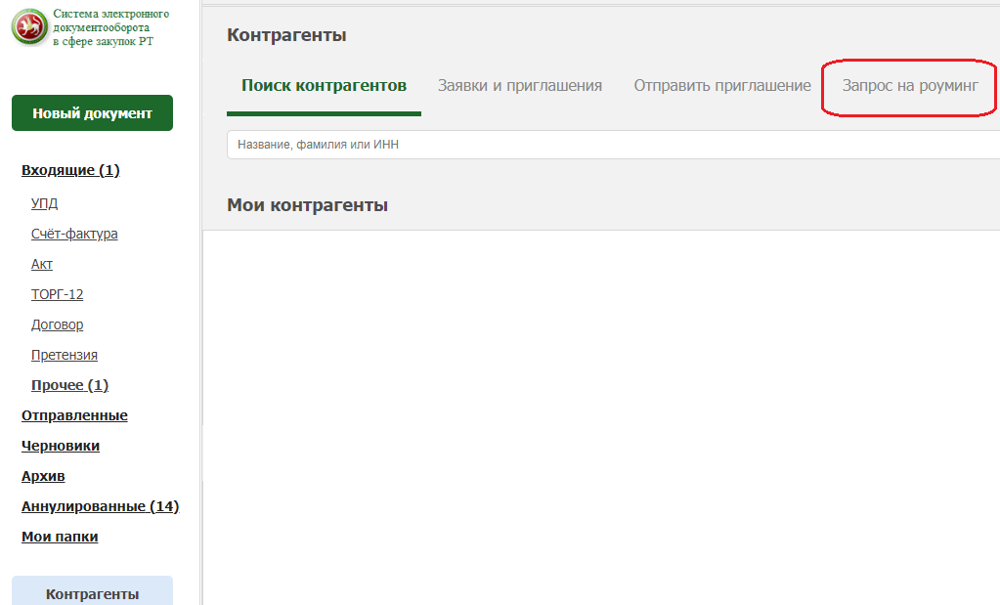 Система электронного
документооборота
в сфере закупок РТ
Новый документ
Входящие (1)
УПД
Счёт-фактура
Акт
ТОРГ-12
Договор
Претензия
Прочее (1)
Отправленные
Черновики
Архив
Аннулированные (14)
Мои папки
Контрагенты
Контрагенты
Поиск контрагентов Заявки и приглашения Отправить приглашение Запрос на роуминг
Название, фамилия или ИНН
Мои контрагенты